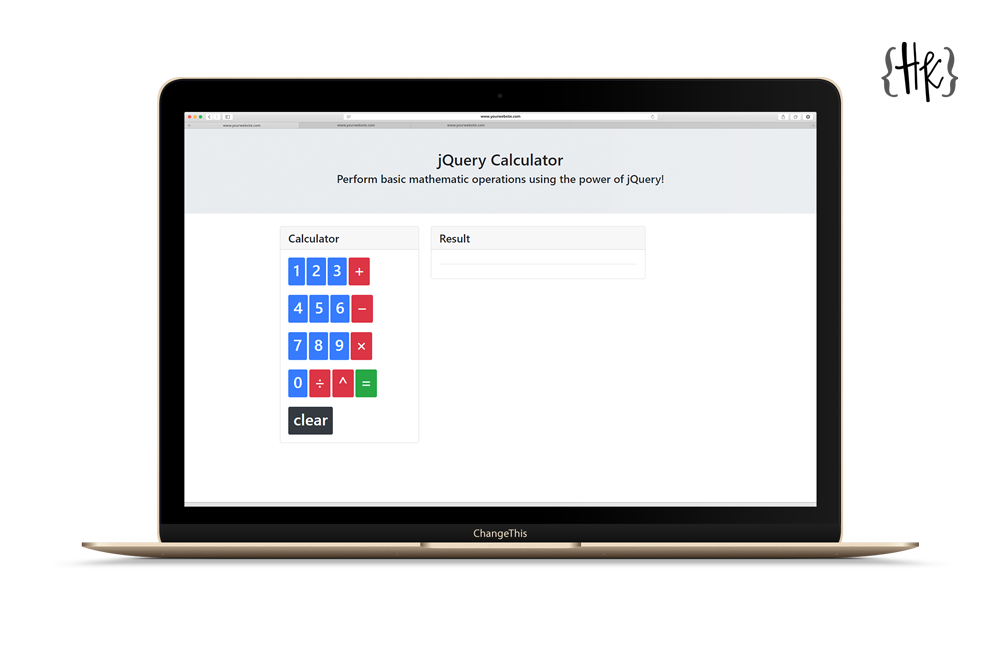 {HK}
www.yourwebsite.com
www.yourwebsite.com www.yourwebsite.com www.yourwebsite.com
jQuery Calculator
Perform basic mathematic operations using the power of jQuery!
Calculator
Result
1 2 3 +
4 5 6 −
7 8 9 ×
0 ÷ ^ =
clear
ChangeThis